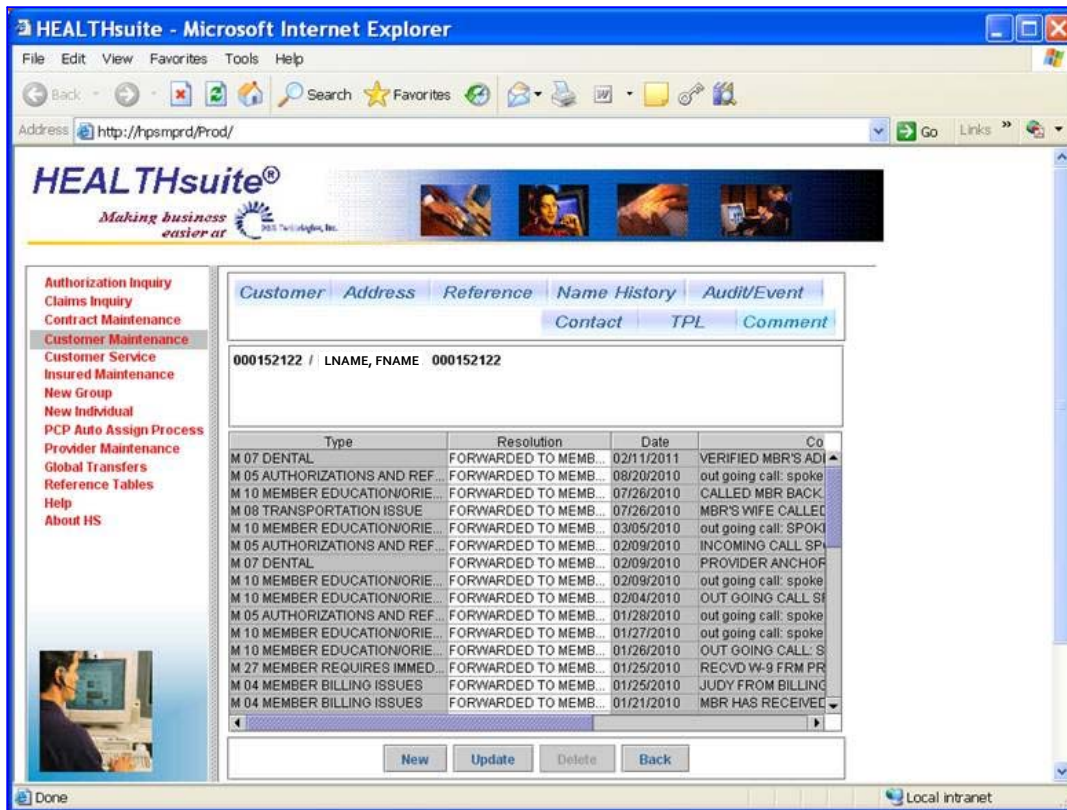 HEALTHsuite - Microsoft Internet Explorer
File Edit View Favorites Tools Help
Back Search Favorites
Address http://hpsmprd/Prod/ Go Links »
HEALTHsuite®
Making business
easier at
Customer Address Reference Name History Audit/Event
Contact TPL Comment
Authorization Inquiry
Claims Inquiry
Contract Maintenance
Customer Maintenance
Customer Service
Insured Maintenance
New Group
New Individual
PCP Auto Assign Process
Provider Maintenance
Global Transfers
Reference Tables
Help
About HS
000152122 / LNAME, FNAME 000152122
Type Resolution Date Co
M 07 DENTAL FORWARDED TO MEMB... 02/11/2011 VERIFIED MBR'S ADI
M 05 AUTHORIZATIONS AND REF... FORWARDED TO MEMB... 08/20/2010 out going call: spoke
M 10 MEMBER EDUCATION/ORIE... FORWARDED TO MEMB... 07/26/2010 CALLED MBR BACK.
M 08 TRANSPORTATION ISSUE FORWARDED TO MEMB... 07/26/2010 MBR'S WIFE CALLED
M 10 MEMBER EDUCATION/ORIE... FORWARDED TO MEMB... 03/05/2010 out going call: SPOK
M 05 AUTHORIZATIONS AND REF... FORWARDED TO MEMB... 02/09/2010 INCOMING CALL SP
M 07 DENTAL FORWARDED TO MEMB... 02/09/2010 PROVIDER ANCHOR
M 10 MEMBER EDUCATION/ORIE... FORWARDED TO MEMB... 02/09/2010 out going call: spoke
M 10 MEMBER EDUCATION/ORIE... FORWARDED TO MEMB... 02/04/2010 OUT GOING CALL S
M 05 AUTHORIZATIONS AND REF... FORWARDED TO MEMB... 01/28/2010 out going call: spoke
M 10 MEMBER EDUCATION/ORIE... FORWARDED TO MEMB... 01/27/2010 out going call: spoke
M 10 MEMBER EDUCATION/ORIE... FORWARDED TO MEMB... 01/26/2010 OUT GOING CALL: S
M 27 MEMBER REQUIRES IMMED... FORWARDED TO MEMB... 01/25/2010 RECVD W-9 FRM PR
M 04 MEMBER BILLING ISSUES FORWARDED TO MEMB... 01/25/2010 JUDY FROM BILLING
M 04 MEMBER BILLING ISSUES FORWARDED TO MEMB... 01/21/2010 MBR HAS RECEIVED
New Update Delete Back
Done Local intranet